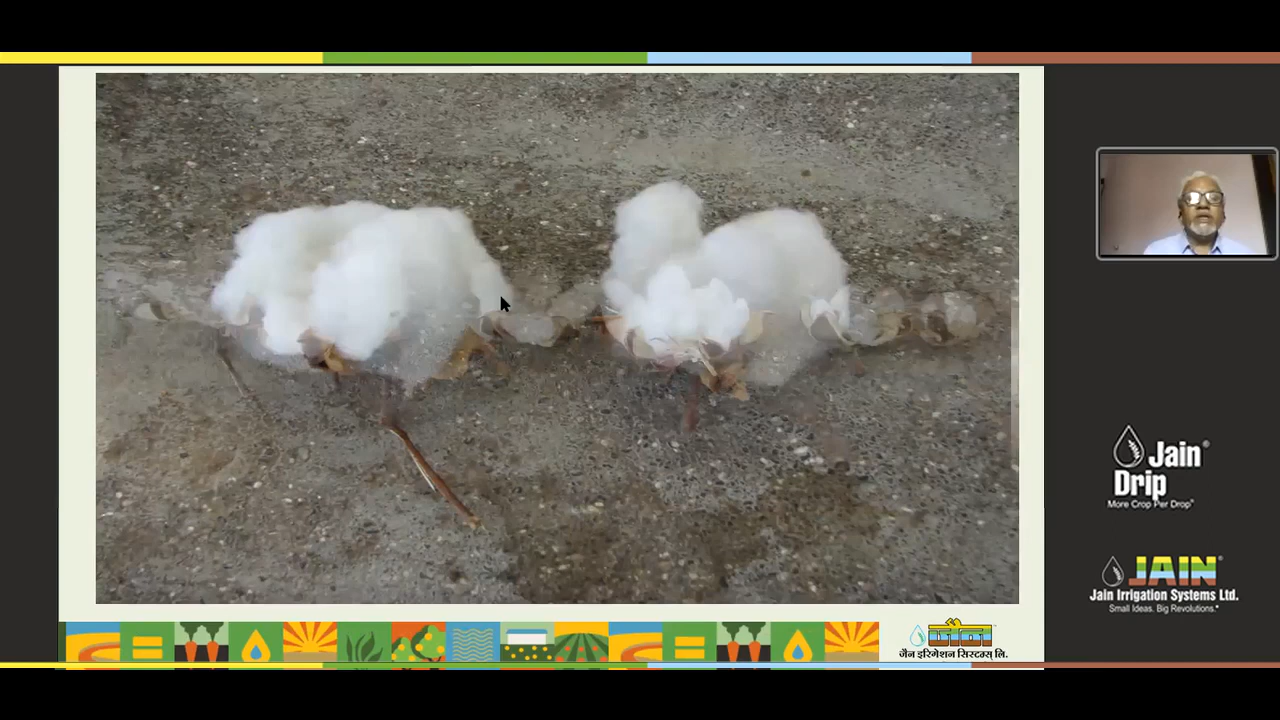 Jain®
Drip
More Crop Per Drop®
JAIN®
Jain Irrigation Systems Ltd.
Small Ideas. Big Revolutions.®
जैन
जैन इरिगेशन सिस्टम्स् लि.